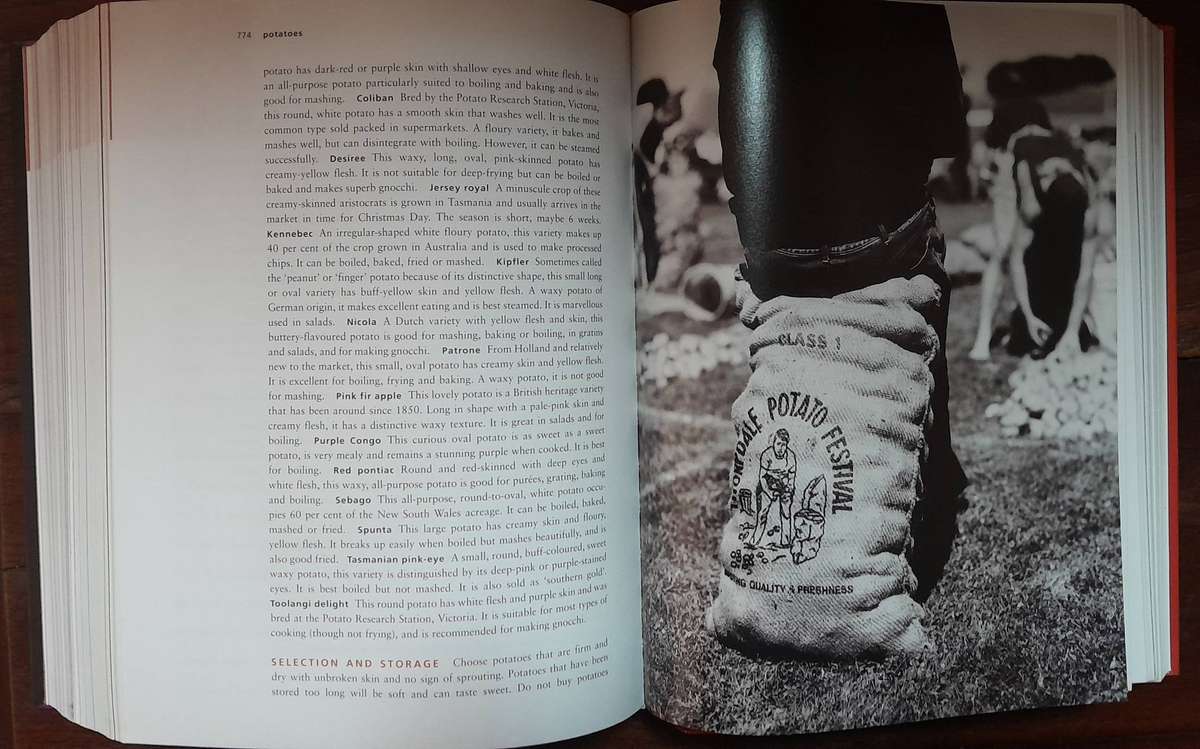 774 potatoes
potato has dark-red or purple skin with shallow eyes and white flesh. It is
an all-purpose potato particularly suited to boiling and baking and is also
good for mashing. Coliban Bred by the Potato Research Station, Victoria,
this round, white potato has a smooth skin that washes well. It is the most
common type sold packed in supermarkets. A floury variety, it bakes and
mashes well, but can disintegrate with boiling. However, it can be steamed
successfully. Desiree This waxy, long, oval, pink-skinned potato has
creamy-yellow flesh. It is not suitable for deep-frying but can be boiled or
baked and makes superb gnocchi. Jersey royal A minuscule crop of these
creamy-skinned aristocrats is grown in Tasmania and usually arrives in the
market in time for Christmas Day. The season is short, maybe 6 weeks.
Kennebec An irregular-shaped white floury potato, this variety makes up
40 per cent of the crop grown in Australia and is used to make processed
chips. It can be boiled, baked, fried or mashed. Kipfler Sometimes called
the 'peanut' or 'finger' potato because of its distinctive shape, this small long
or oval variety has buff-yellow skin and yellow flesh. A waxy potato of
German origin, it makes excellent eating and is best steamed. It is marvellous
used in salads. Nicola A Dutch variety with yellow flesh and skin, this
buttery-flavoured potato is good for mashing, baking or boiling, in gratins
and salads, and for making gnocchi. Patrone From Holland and relatively
new to the market, this small, oval potato has creamy skin and yellow flesh.
It is excellent for boiling, frying and baking. A waxy potato, it is not good
for mashing. Pink fir apple This lovely potato is a British heritage variety
that has been around since 1850. Long in shape with a pale-pink skin and
creamy flesh, it has a distinctive waxy texture. It is great in salads and for
boiling. Purple Congo This curious oval potato is as sweet as a sweet
potato, is very mealy and remains a stunning purple when cooked. It is best
for boiling. Red pontiac Round and red-skinned with deep eyes and
white flesh, this waxy, all-purpose potato is good for purées, grating, baking
and boiling. Sebago This all-purpose, round-to-oval, white potato occu-
pies 60 per cent of the New South Wales acreage. It can be boiled, baked,
mashed or fried. Spunta This large potato has creamy skin and floury,
yellow flesh. It breaks up easily when boiled but mashes beautifully, and is
also good fried. Tasmanian pink-eye A small, round, buff-coloured, sweet
waxy potato, this variety is distinguished by its deep-pink or purple-stained
eyes. It is best boiled but not mashed. It is also sold as 'southern gold'.
Toolangi delight This round potato has white flesh and purple skin and was
bred at the Potato Research Station, Victoria. It is suitable for most types of
cooking (though not frying), and is recommended for making gnocchi.
SELECTION AND STORAGE Choose potatoes that are firm and
dry with unbroken skin and no sign of sprouting. Potatoes that have been
stored too long will be soft and can taste sweet. Do not buy potatoes
CLASS 1
POTATO FESTIVAL
QUALITY & FRESHNESS